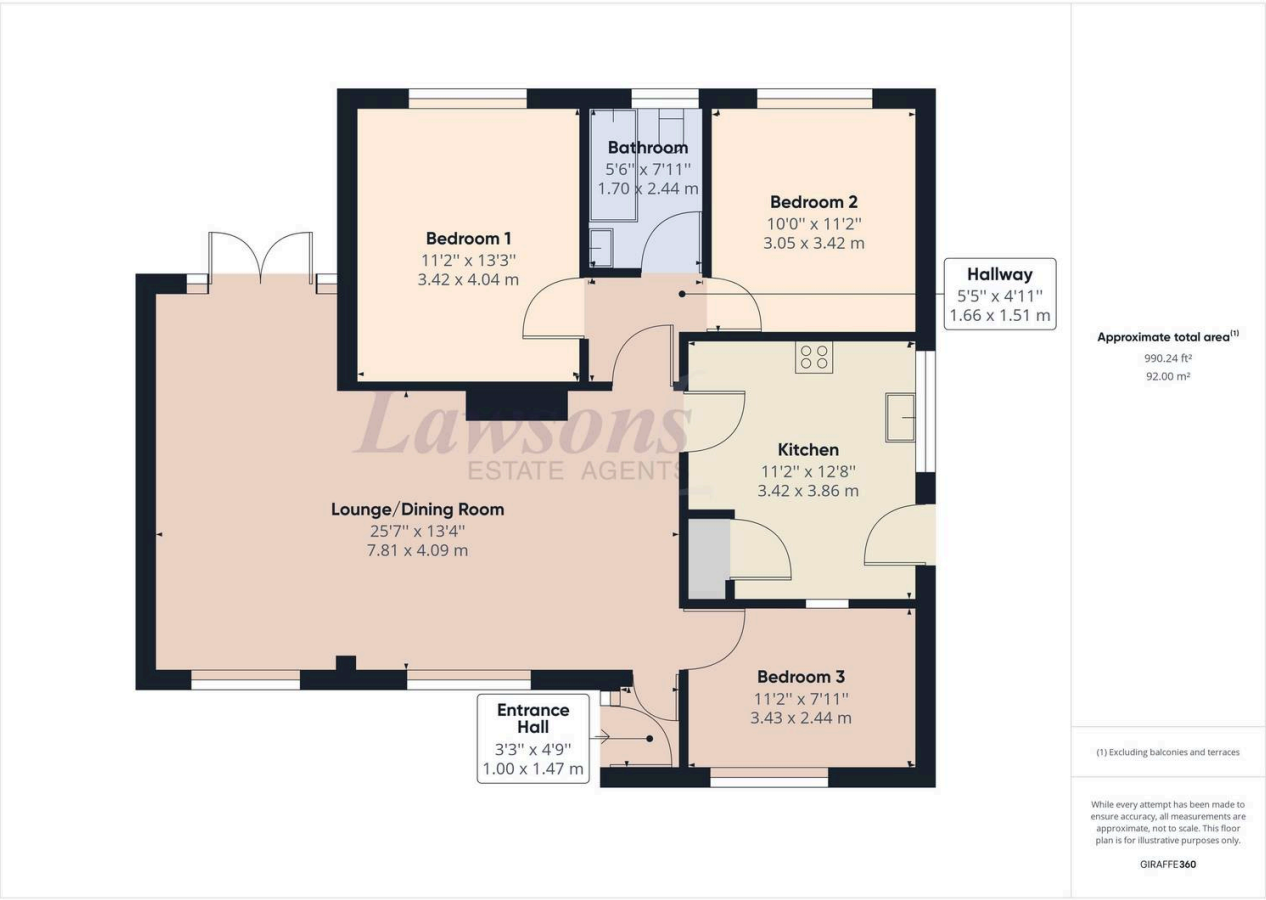 Bathroom
5'6'' x 7'11''
1.70 x 2.44 m
Bedroom 2
10'0'' x 11'2''
3.05 x 3.42 m
Bedroom 1
11'2'' x 13'3''
3.42 x 4.04 m
Hallway
5'5'' x 4'11''
1.66 x 1.51 m
Lawsons
ESTATE AGENTS
Kitchen
11'2'' x 12'8''
3.42 x 3.86 m
Lounge/Dining Room
25'7'' x 13'4''
7.81 x 4.09 m
Bedroom 3
11'2'' x 7'11''
3.43 x 2.44 m
Entrance
Hall
3'3'' x 4'9''
1.00 x 1.47 m
Approximate total area(1)
990.24 ft²
92.00 m²
(1) Excluding balconies and terraces
While every attempt has been made to
ensure accuracy, all measurements are
approximate, not to scale. This floor
plan is for illustrative purposes only.
GIRAFFE360